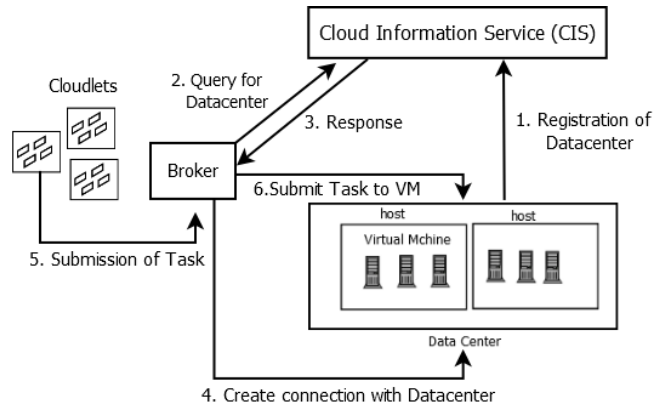 Cloud Information Service (CIS)
Cloudlets
2. Query for
Datacenter
3. Response
1. Registration of
Datacenter
Broker
6.Submit Task to VM
host
host
Virtual Mchine
5. Submission of Task
Data Center
4. Create connection with Datacenter